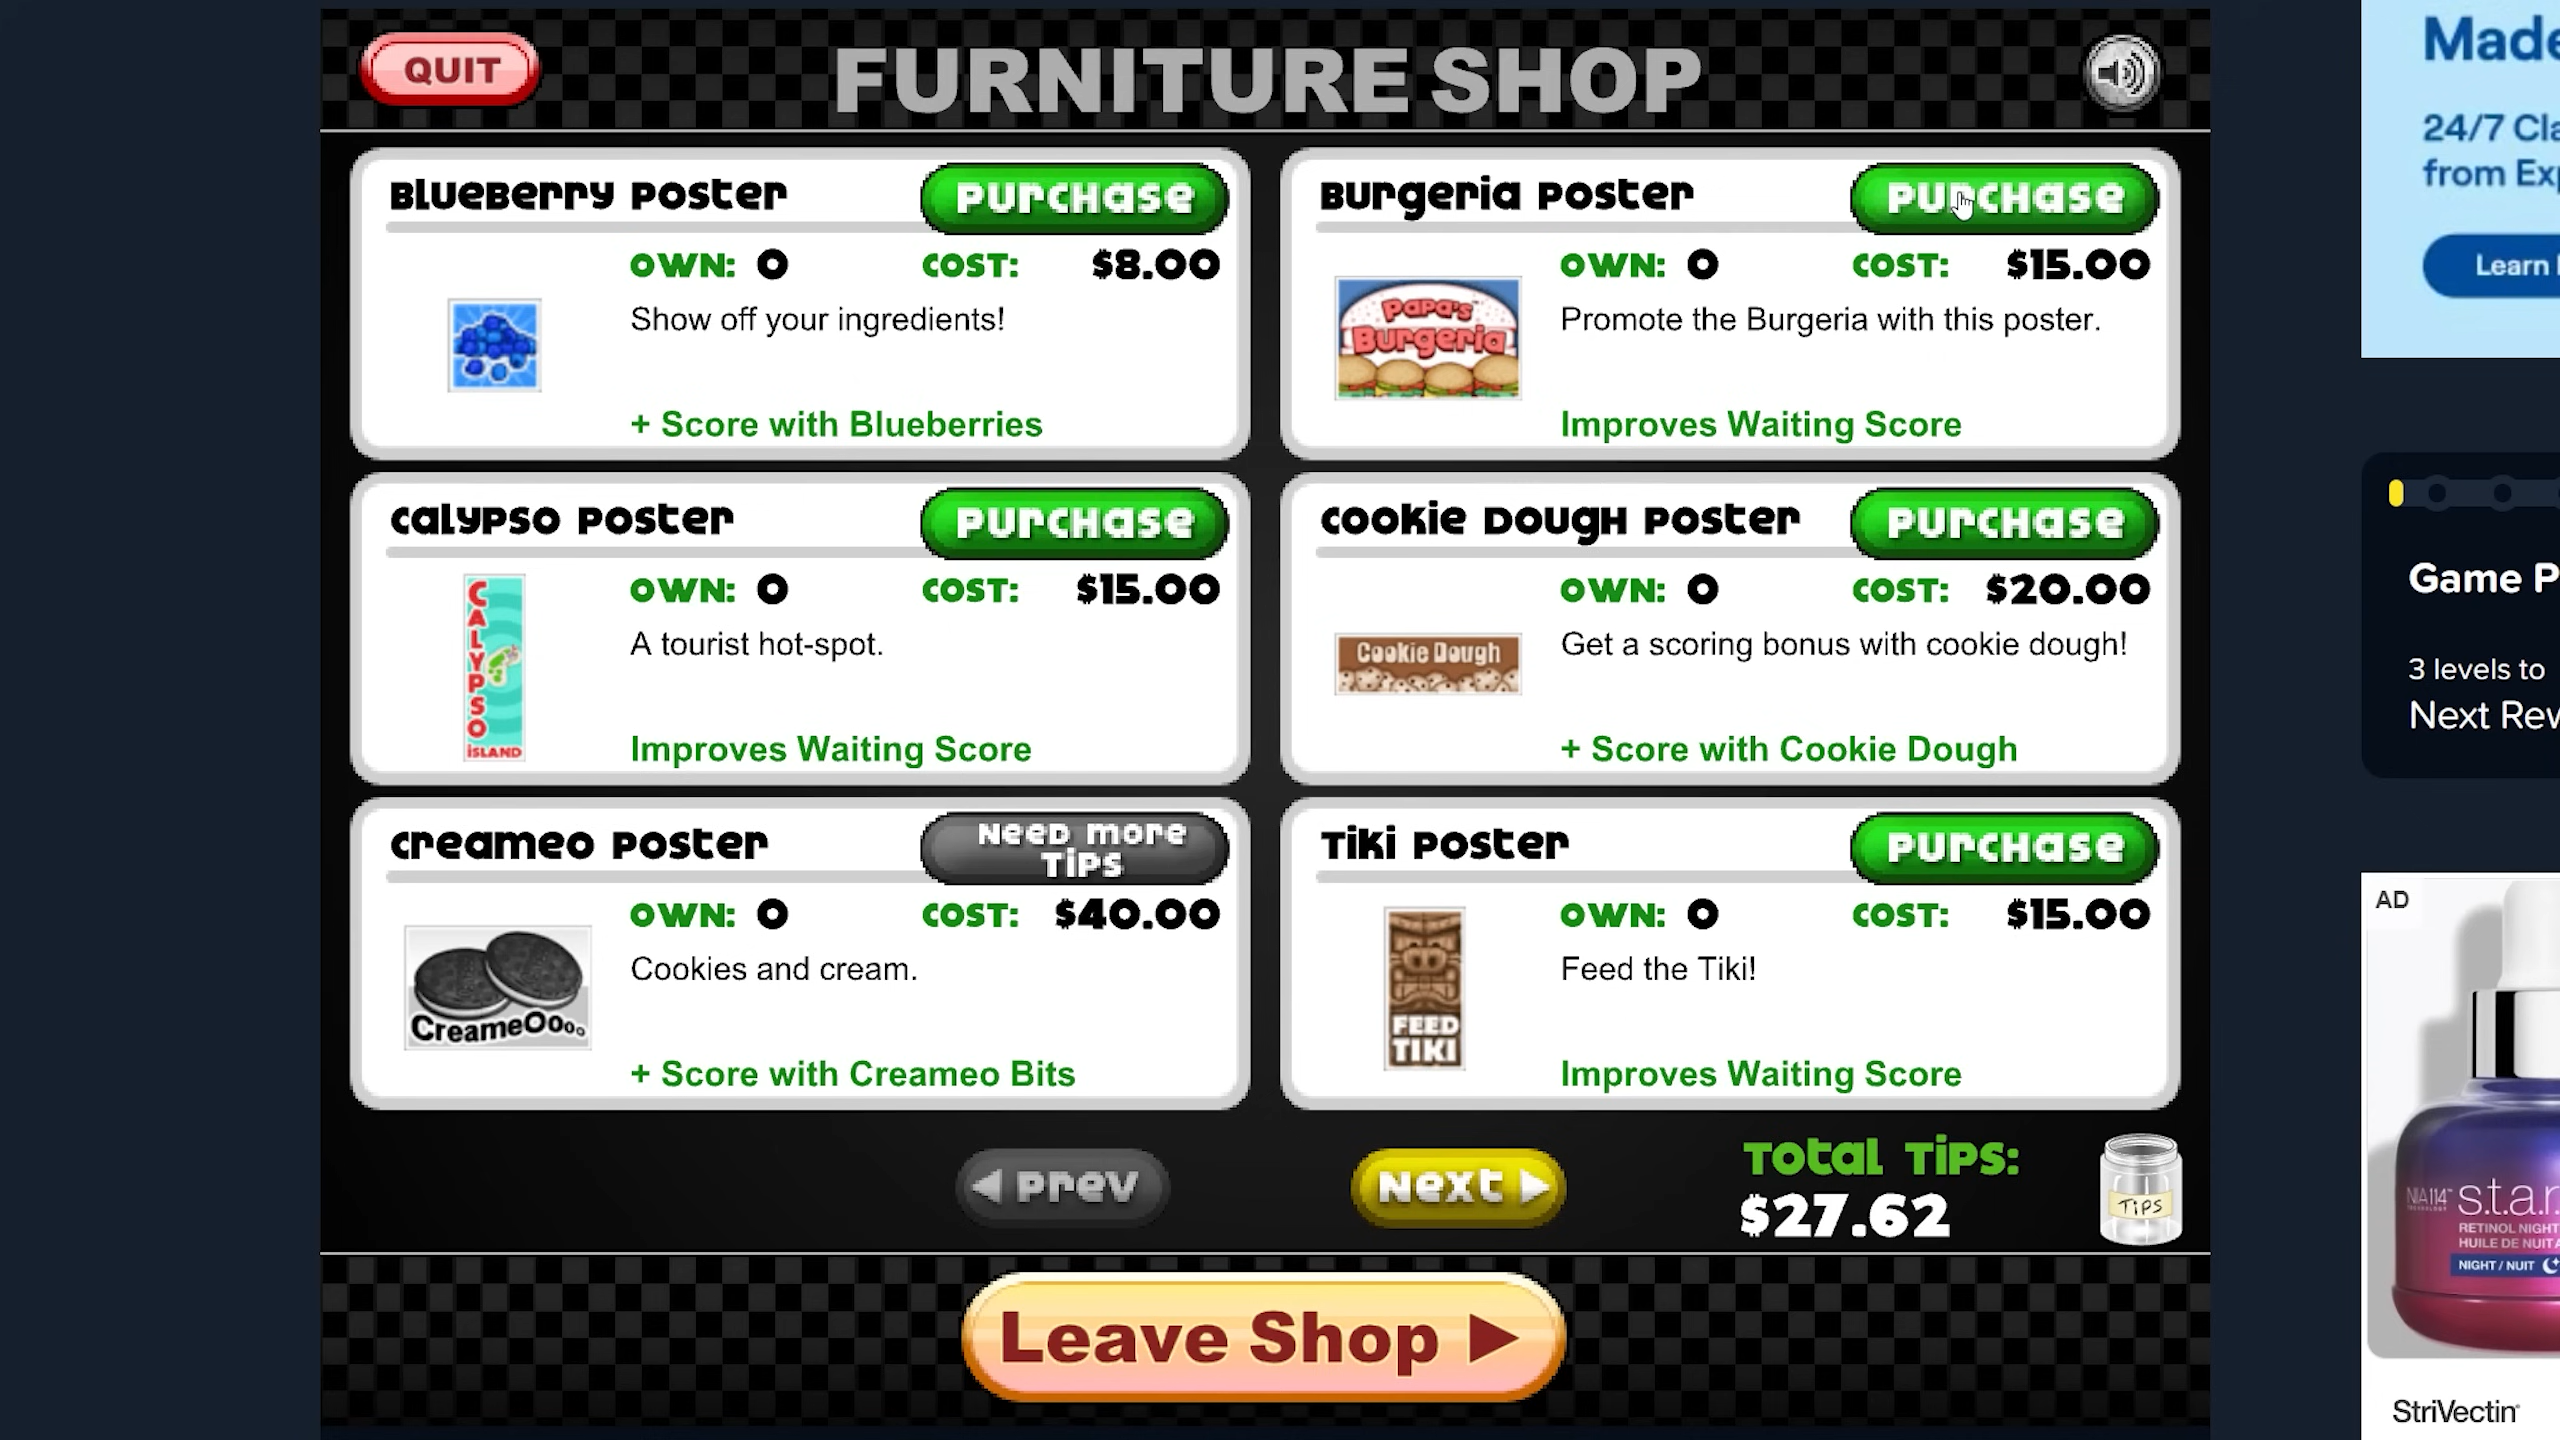 QUIT
FURNITURE SHOP
BLUEBERRY POSTER
PURCHASE
OWN: 0
COST: $8.00
Show off your ingredients!
+ Score with Blueberries
BURGERIA POSTER
PURCHASE
OWN: 0
COST: $15.00
PAPA'S
BURGERIA
Promote the Burgeria with this poster.
Improves Waiting Score
CALYPSO POSTER
PURCHASE
OWN: 0
COST: $15.00
CALYPSO
ISLAND
A tourist hot-spot.
Improves Waiting Score
COOKIE DOUGH POSTER
PURCHASE
OWN: 0
COST: $20.00
Cookie Dough
Get a scoring bonus with cookie dough!
+ Score with Cookie Dough
CREAMEO POSTER
NEED MORE
TIPS
OWN: 0
COST: $40.00
CreameOooo
Cookies and cream.
+ Score with Creameo Bits
TIKI POSTER
PURCHASE
OWN: 0
COST: $15.00
FEED
TIKI
Feed the Tiki!
Improves Waiting Score
PREV
NEXT
TOTAL TIPS:
$27.62
TIPS
Leave Shop
Made
24/7 Cla
from Exp
Learn
Game P
3 levels to
Next Rew
AD
NIA114
s.t.a.r.
RETINOL NIGHT
HUILE DE NUIT
NIGHT / NUIT
StriVectin